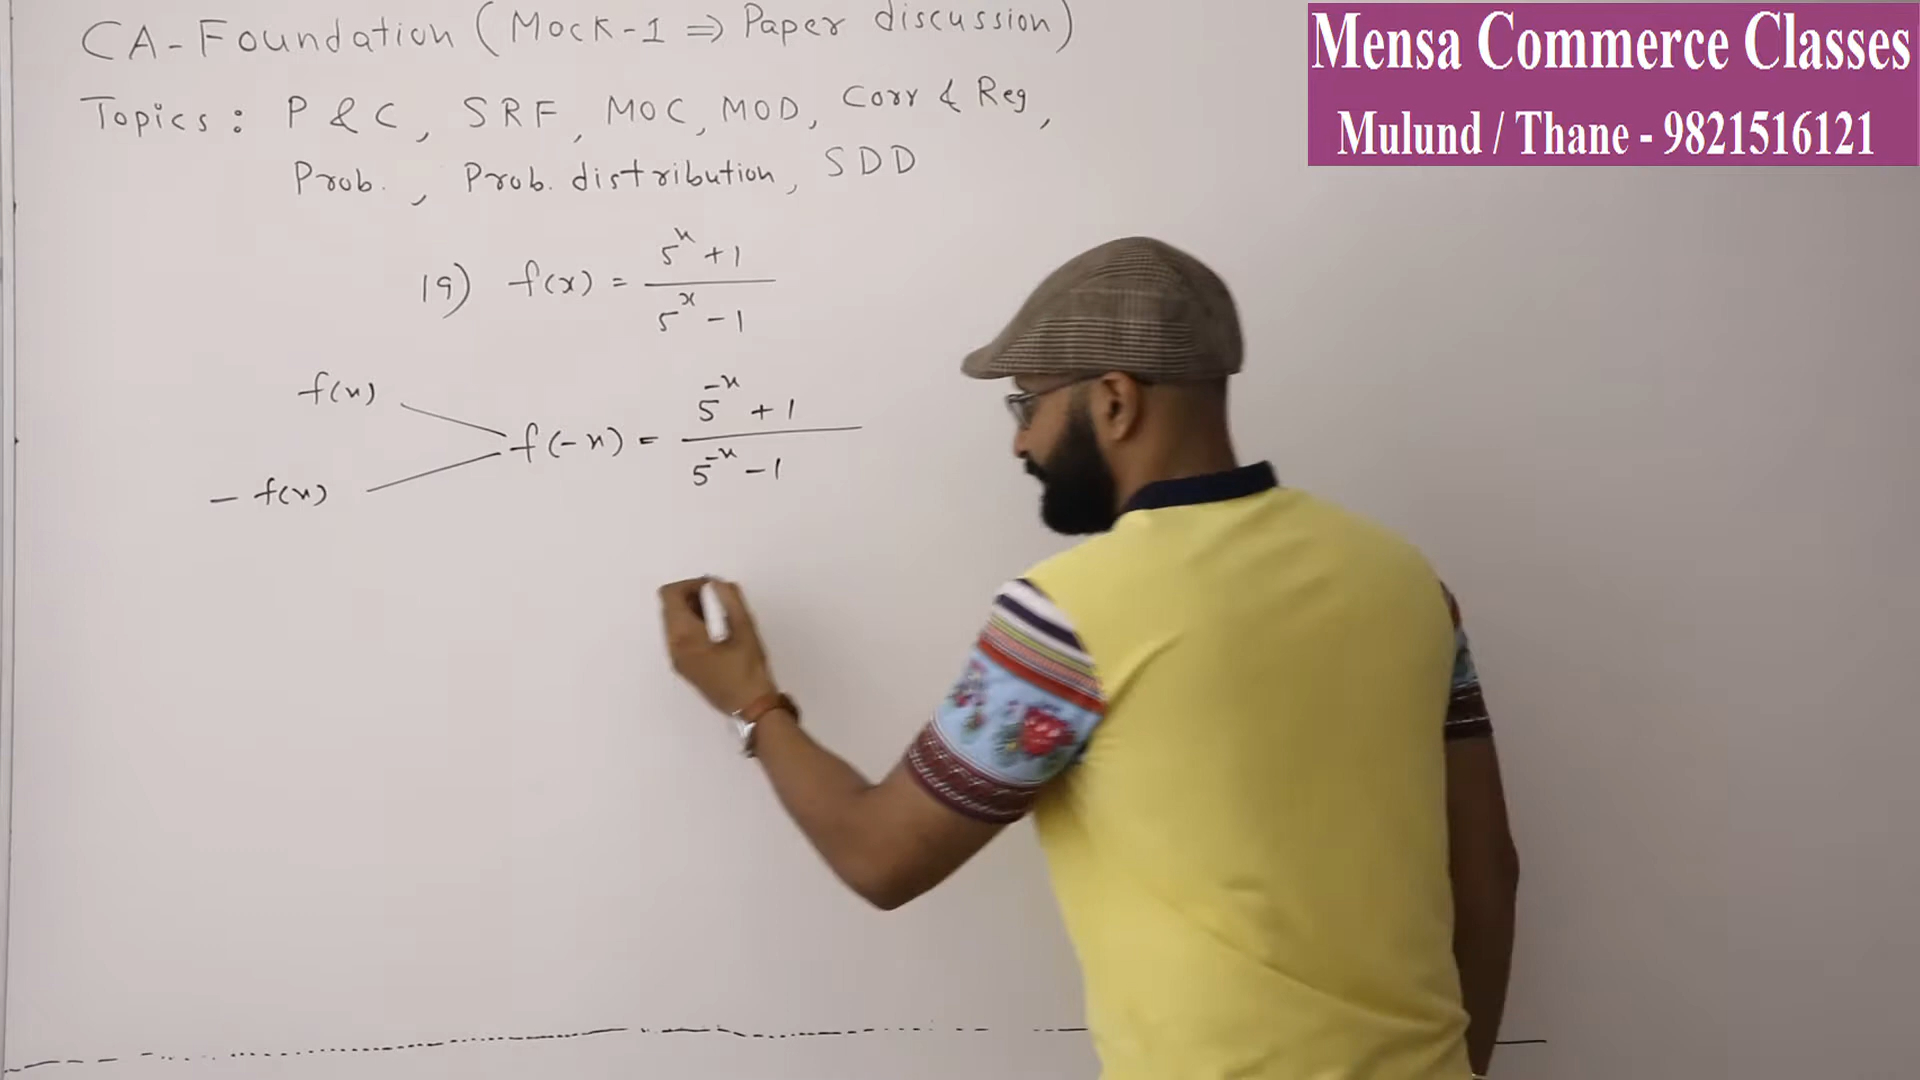 CA-Foundation (Mock-1 ⇒ Paper discussion)
Topics : P & C, SRF, MOC, MOD, Corr & Reg,
Prob., Prob. distribution, SDD
19) f(x) = (5^x + 1) / (5^x - 1)
f(x)
f(-x) = (5^-x + 1) / (5^-x - 1)
- f(x)
Mensa Commerce Classes
Mulund / Thane - 9821516121